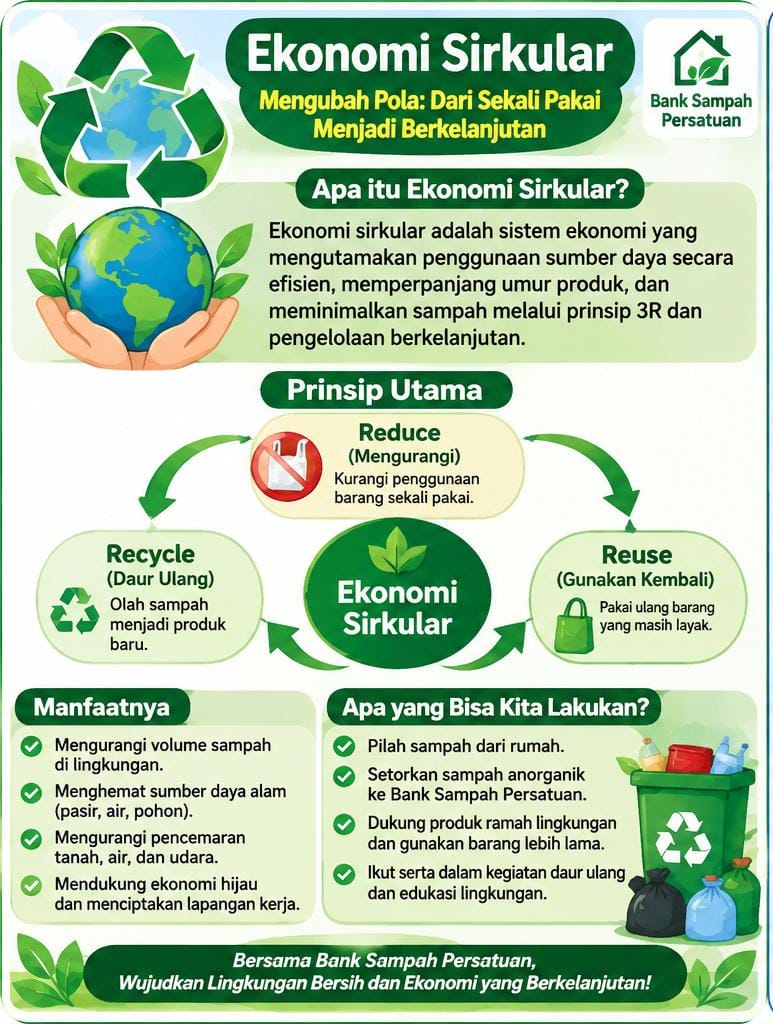 Ekonomi Sirkular
Mengubah Pola: Dari Sekali Pakai
Menjadi Berkelanjutan
Bank Sampah
Persatuan
Apa itu Ekonomi Sirkular?
Ekonomi sirkular adalah sistem ekonomi yang
mengutamakan penggunaan sumber daya secara
efisien, memperpanjang umur produk, dan
meminimalkan sampah melalui prinsip 3R dan
pengelolaan berkelanjutan.
Prinsip Utama
Reduce
(Mengurangi)
Kurangi penggunaan
barang sekali pakai.
Recycle
(Daur Ulang)
Olah sampah
menjadi produk
baru.
Ekonomi
Sirkular
Reuse
(Gunakan Kembali)
Pakai ulang barang
yang masih layak.
Manfaatnya
Mengurangi volume sampah
di lingkungan.
Menghemat sumber daya alam
(pasir, air, pohon).
Mengurangi pencemaran
tanah, air, dan udara.
Mendukung ekonomi hijau
dan menciptakan lapangan kerja.
Apa yang Bisa Kita Lakukan?
Pilah sampah dari rumah.
Setorkan sampah anorganik
ke Bank Sampah Persatuan.
Dukung produk ramah lingkungan
dan gunakan barang lebih lama.
Ikut serta dalam kegiatan daur ulang
dan edukasi lingkungan.
Bersama Bank Sampah Persatuan,
Wujudkan Lingkungan Bersih dan Ekonomi yang Berkelanjutan!